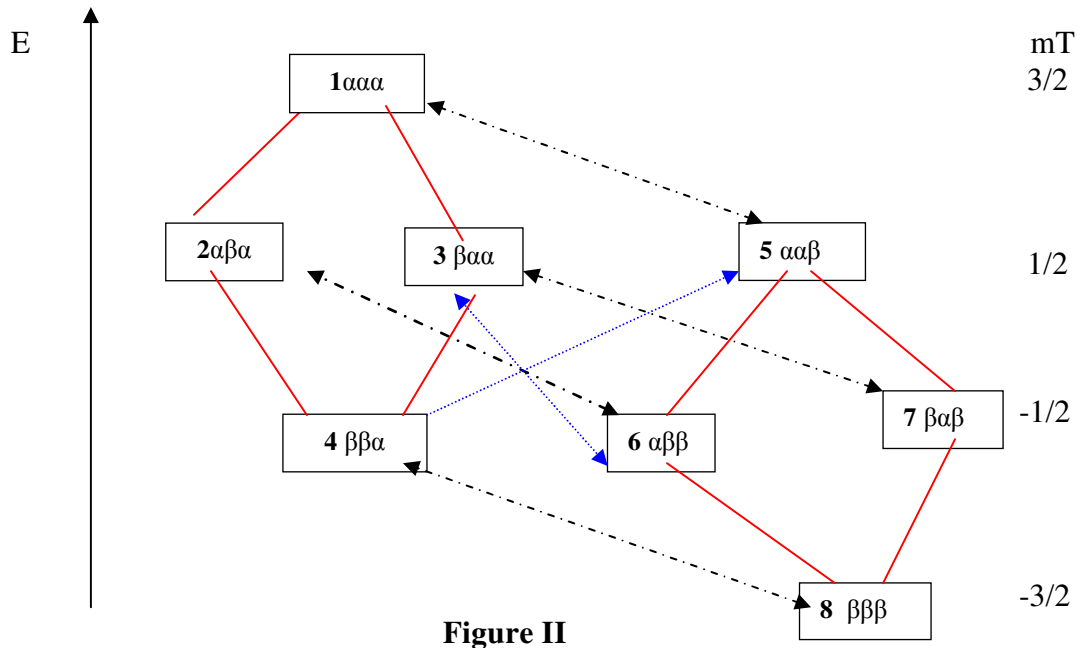 E
mT
1ααα
3/2
2αβα
3 βαα
5 ααβ
1/2
4 ββα
6 αββ
7 βαβ
-1/2
8 βββ
-3/2
Figure II